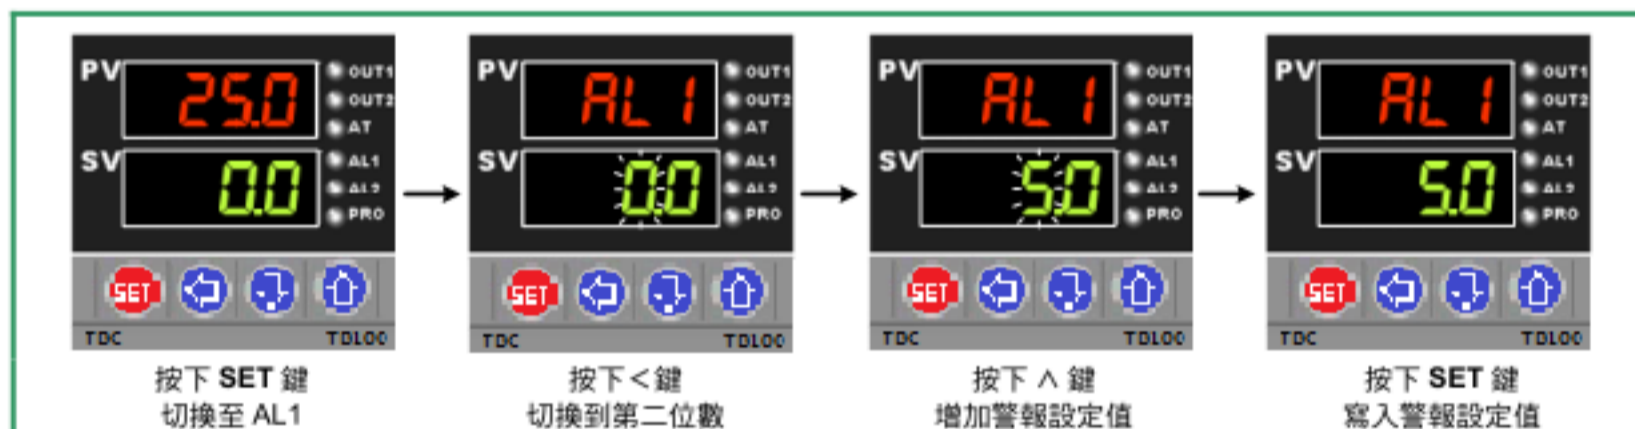 PV 25.0 OUT1
OUT2
AT
SV 0.0 AL1
AL2
PRO
SET
TDC TDL00
按下 SET 鍵
切換至 AL1
PV AL1 OUT1
OUT2
AT
SV 0.0 AL1
AL2
PRO
SET
TDC TDL00
按下<鍵
切換到第二位數
PV AL1 OUT1
OUT2
AT
SV 5.0 AL1
AL2
PRO
SET
TDC TDL00
按下 ∧ 鍵
增加警報設定值
PV AL1 OUT1
OUT2
AT
SV 5.0 AL1
AL2
PRO
SET
TDC TDL00
按下 SET 鍵
寫入警報設定值